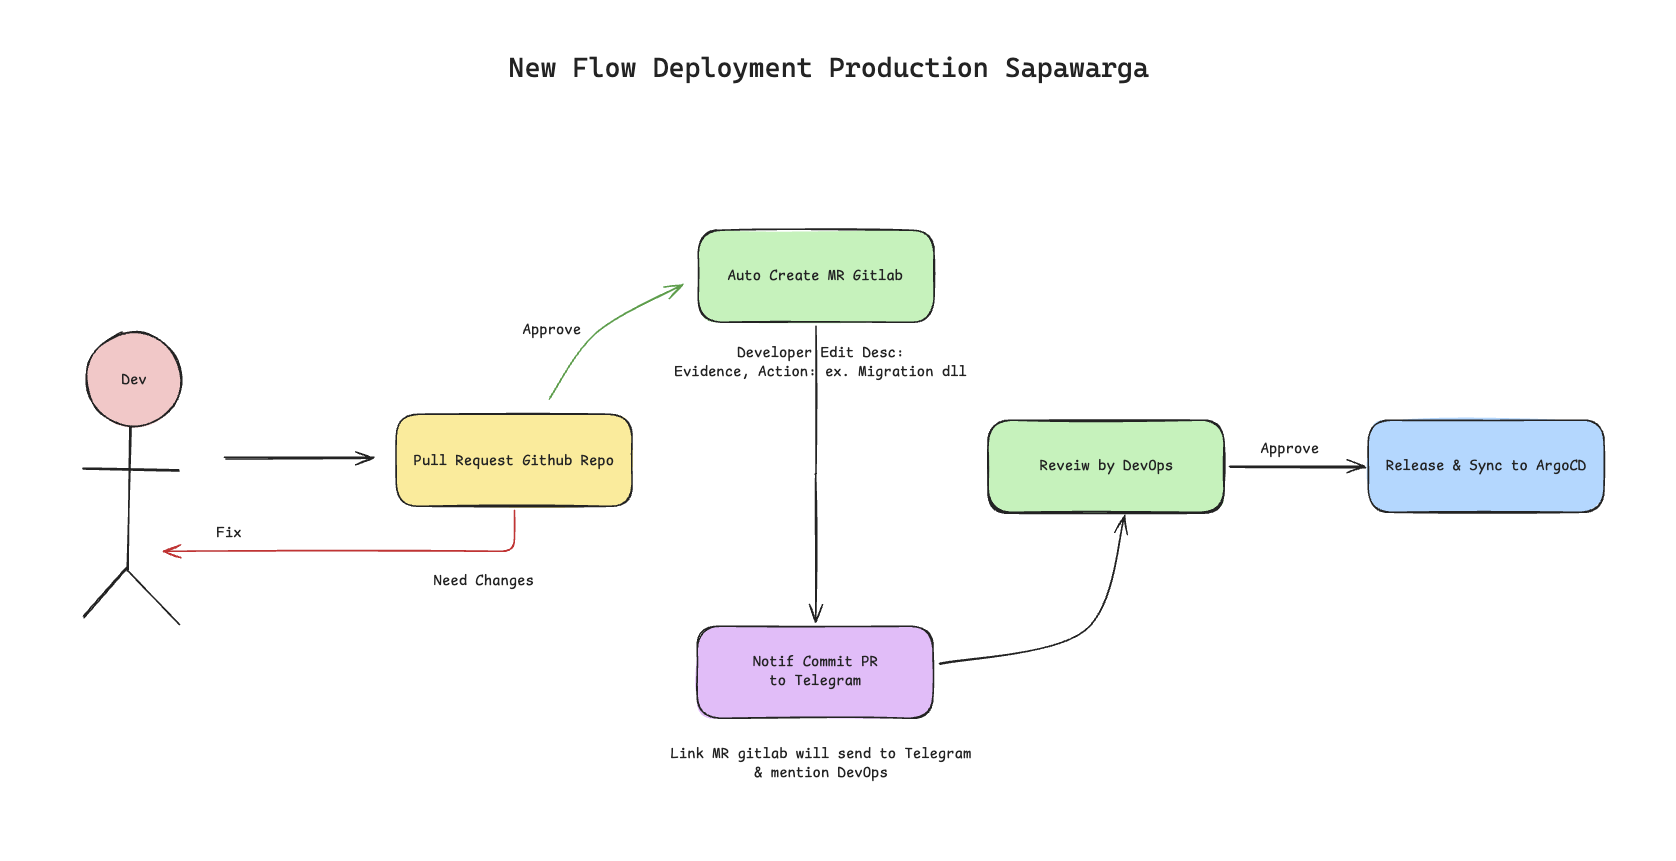 New Flow Deployment Production Sapawarga
Dev
Fix
Pull Request Github Repo
Need Changes
Approve
Auto Create MR Gitlab
Developer Edit Desc:
Evidence, Action: ex. Migration dll
Notif Commit PR
to Telegram
Link MR gitlab will send to Telegram
& mention DevOps
Reveiw by DevOps
Approve
Release & Sync to ArgoCD